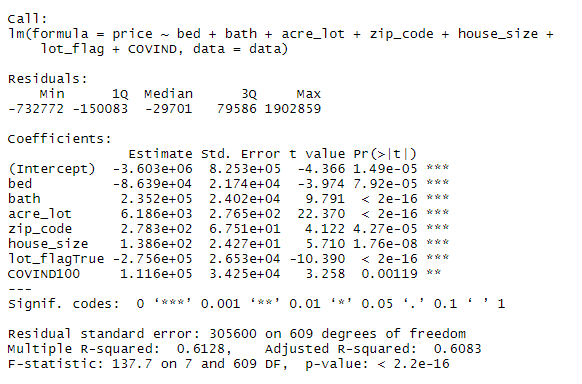 Call:
lm(formula = price ~ bed + bath + acre_lot + zip_code + house_size +
    lot_flag + COVIND, data = data)
Residuals:
    Min      1Q  Median      3Q     Max
-732772 -150083  -29701   79586 1902859
Coefficients:
              Estimate Std. Error t value Pr(>|t|)
(Intercept) -3.603e+06  8.253e+05  -4.366 1.49e-05 ***
bed         -8.639e+04  2.174e+04  -3.974 7.92e-05 ***
bath         2.352e+05  2.402e+04   9.791  < 2e-16 ***
acre_lot     6.186e+03  2.765e+02  22.370  < 2e-16 ***
zip_code     2.783e+02  6.751e+01   4.122 4.27e-05 ***
house_size   1.386e+02  2.427e+01   5.710 1.76e-08 ***
lot_flagTrue -2.756e+05  2.653e+04 -10.390  < 2e-16 ***
COVIND100    1.116e+05  3.425e+04   3.258  0.00119 **
---
Signif. codes:  0 ‘***’ 0.001 ‘**’ 0.01 ‘*’ 0.05 ‘.’ 0.1 ‘ ’ 1
Residual standard error: 305600 on 609 degrees of freedom
Multiple R-squared:  0.6128,    Adjusted R-squared:  0.6083
F-statistic: 137.7 on 7 and 609 DF,  p-value: < 2.2e-16